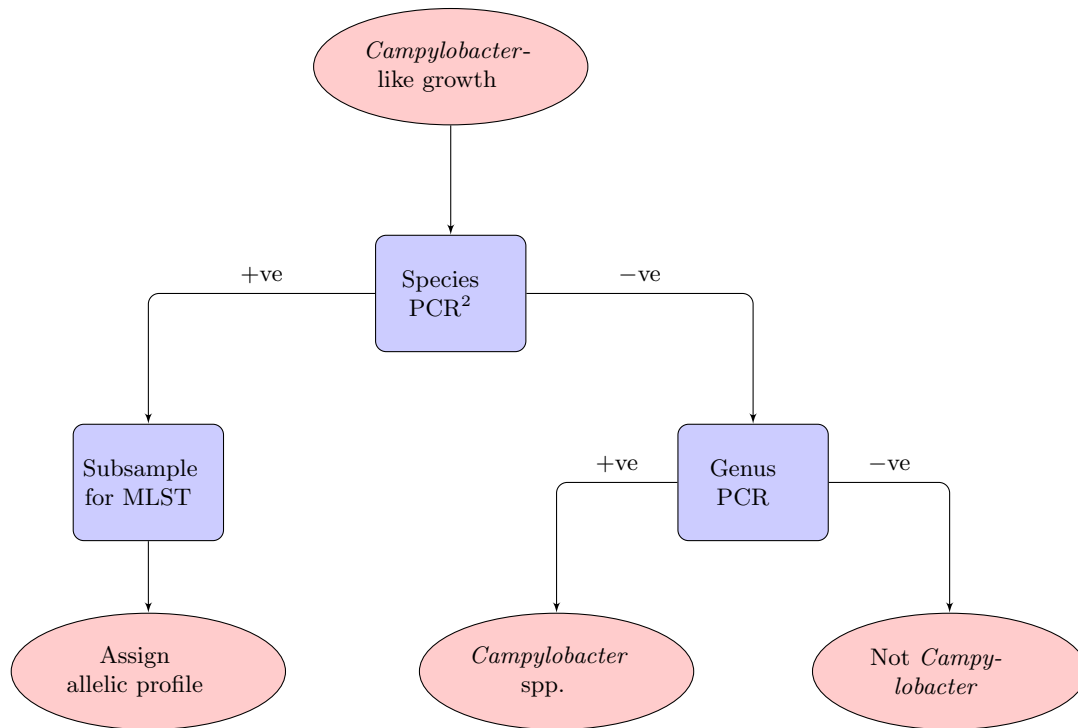 Campylobacter-
like growth
+ve
−ve
Species
PCR²
+ve
−ve
Subsample
for MLST
Genus
PCR
Assign
allelic profile
Campylobacter
spp.
Not Campy-
lobacter